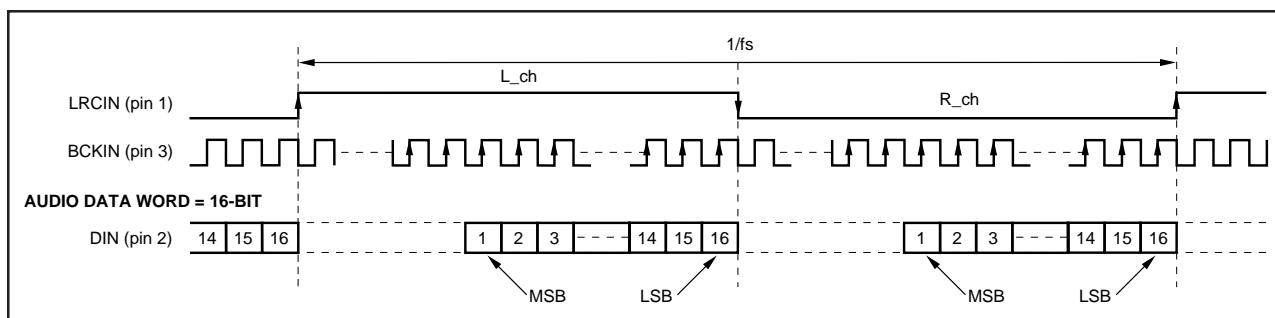 1/fs
L_ch
R_ch
LRCIN (pin 1)
BCKIN (pin 3)
AUDIO DATA WORD = 16-BIT
DIN (pin 2) 14 15 16 1 2 3 14 15 16 1 2 3 14 15 16
MSB LSB MSB LSB